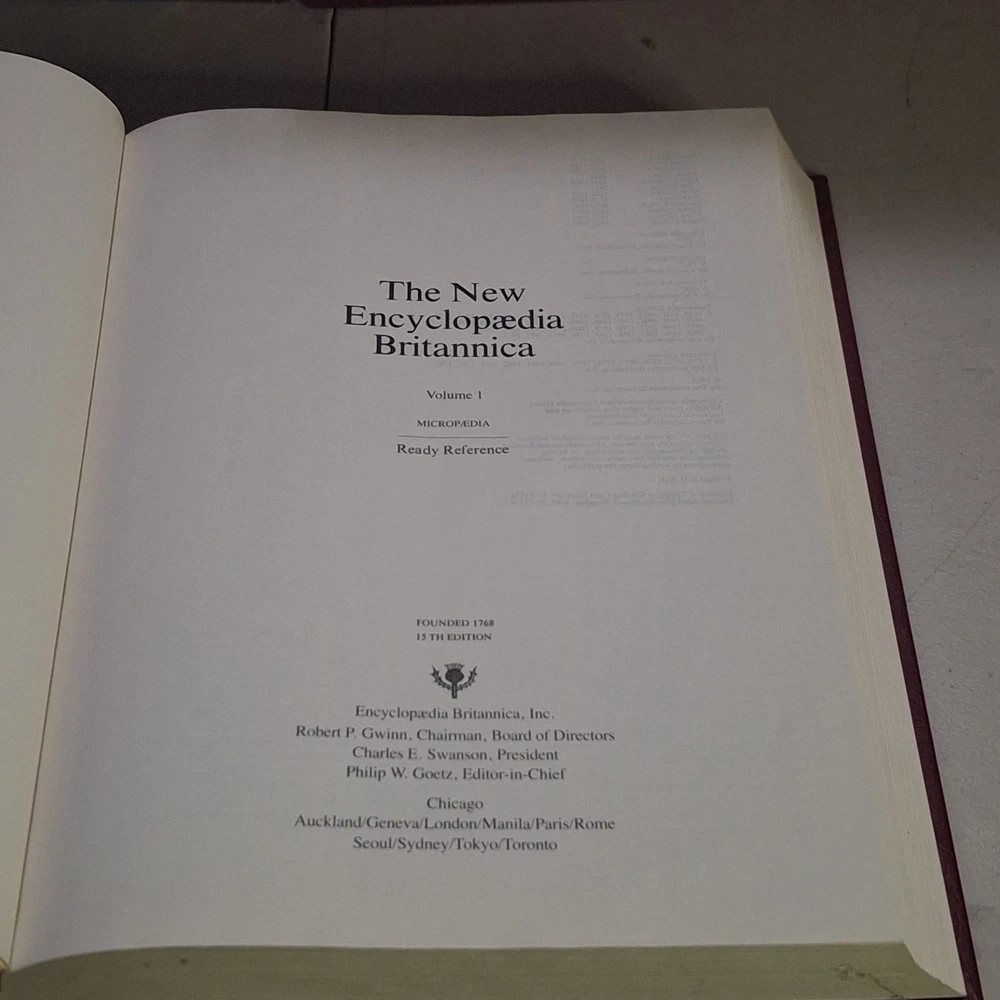 The New
Encyclopædia
Britannica
Volume 1
MICROPÆDIA
Ready Reference
FOUNDED 1768
15 TH EDITION
Encyclopædia Britannica, Inc.
Robert P. Gwinn, Chairman, Board of Directors
Charles E. Swanson, President
Philip W. Goetz, Editor-in-Chief
Chicago
Auckland/Geneva/London/Manila/Paris/Rome
Seoul/Sydney/Tokyo/Toronto